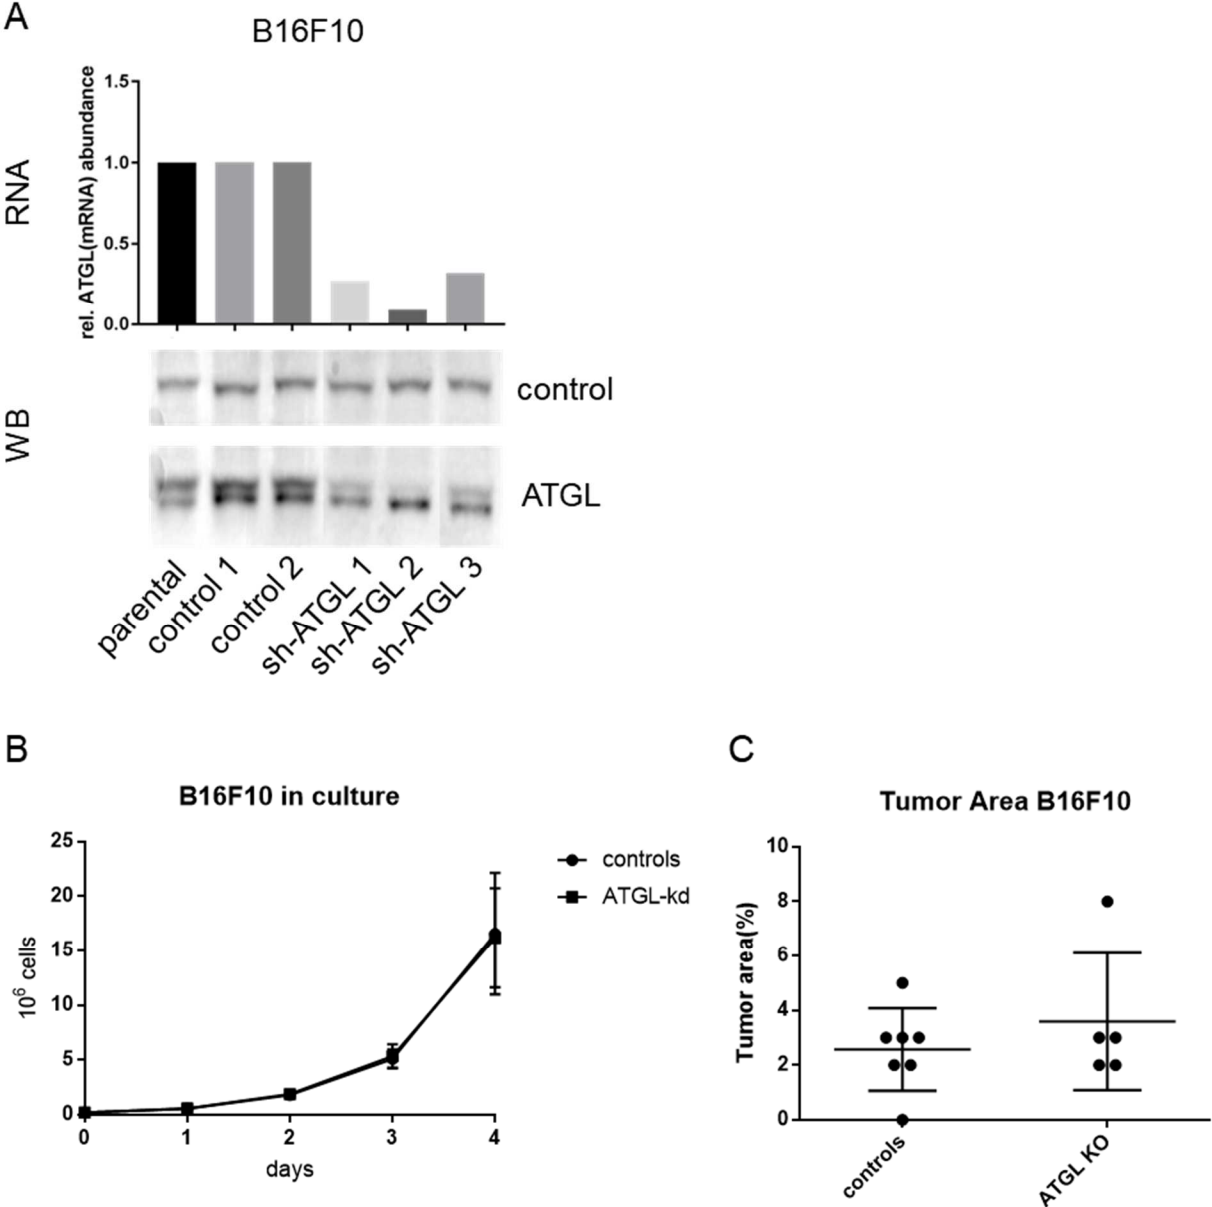 A
B16F10
RNA
rel. ATGL(mRNA) abundance
1.5
1.0
0.5
0.0
WB
control
ATGL
parental
control 1
control 2
sh-ATGL 1
sh-ATGL 2
sh-ATGL 3
B
B16F10 in culture
10⁶ cells
25
20
15
10
5
0
0 1 2 3 4
days
controls
ATGL-kd
C
Tumor Area B16F10
Tumor area(%)
10
8
6
4
2
0
controls
ATGL KO